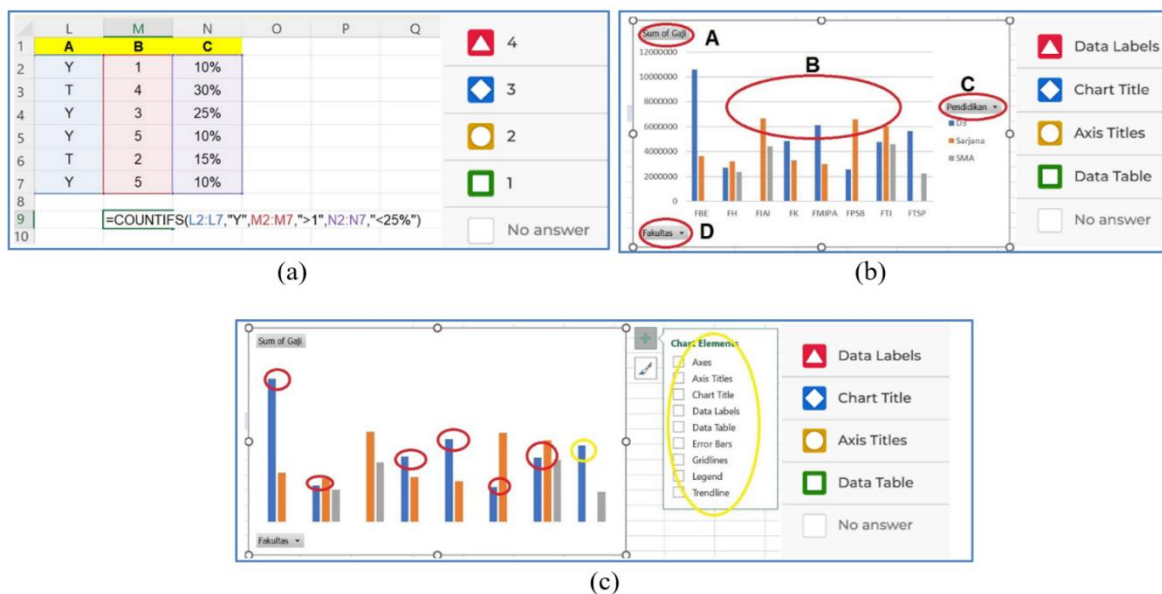 L M N O P Q
1 A B C
2 Y 1 10%
3 T 4 30%
4 Y 3 25%
5 Y 5 10%
6 T 2 15%
7 Y 5 10%
8
9 =COUNTIFS(L2:L7,"Y",M2:M7,">1",N2:N7,"<25%")
10
4
3
2
1
No answer
(a)
Sum of Gaji A
12000000
10000000
8000000
6000000
4000000
2000000
0
B
C
Pendidikan
D3
Sarjana
SMA
FBE FH FIAI FK FMIPA FPSB FTI FTSP
Fakultas D
Data Labels
Chart Title
Axis Titles
Data Table
No answer
(b)
Sum of Gaji
Fakultas
Chart Elements
Axes
Axis Titles
Chart Title
Data Labels
Data Table
Error Bars
Gridlines
Legend
Trendline
Data Labels
Chart Title
Axis Titles
Data Table
No answer
(c)